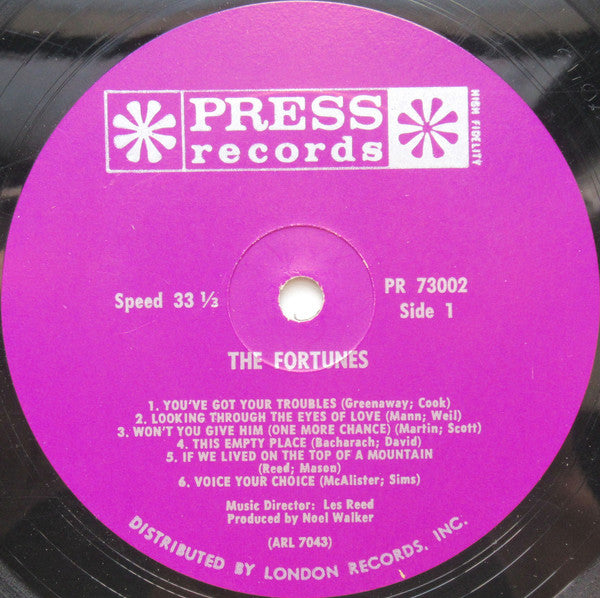 PRESS
records
HIGH FIDELITY
Speed 33 ⅓
PR 73002
Side 1
THE FORTUNES
1. YOU'VE GOT YOUR TROUBLES (Greenaway; Cook)
2. LOOKING THROUGH THE EYES OF LOVE (Mann; Weil)
3. WON'T YOU GIVE HIM (ONE MORE CHANCE) (Martin; Scott)
4. THIS EMPTY PLACE (Bacharach; David)
5. IF WE LIVED ON THE TOP OF A MOUNTAIN
(Reed; Mason)
6. VOICE YOUR CHOICE (McAlister; Sims)
Music Director: Les Reed
Produced by Noel Walker
(ARL 7043)
DISTRIBUTED BY LONDON RECORDS, INC.